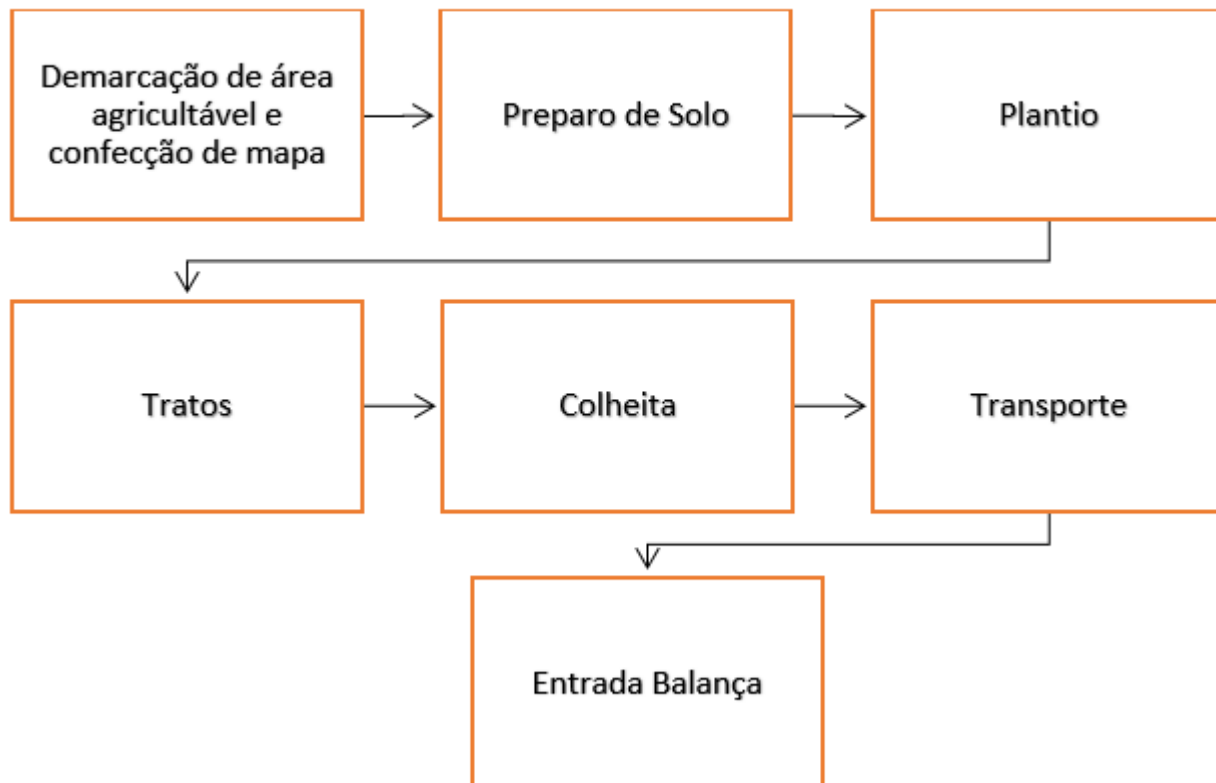 Demarcação de área
agricultável e
confecção de mapa
Preparo de Solo
Plantio
Tratos
Colheita
Transporte
Entrada Balança